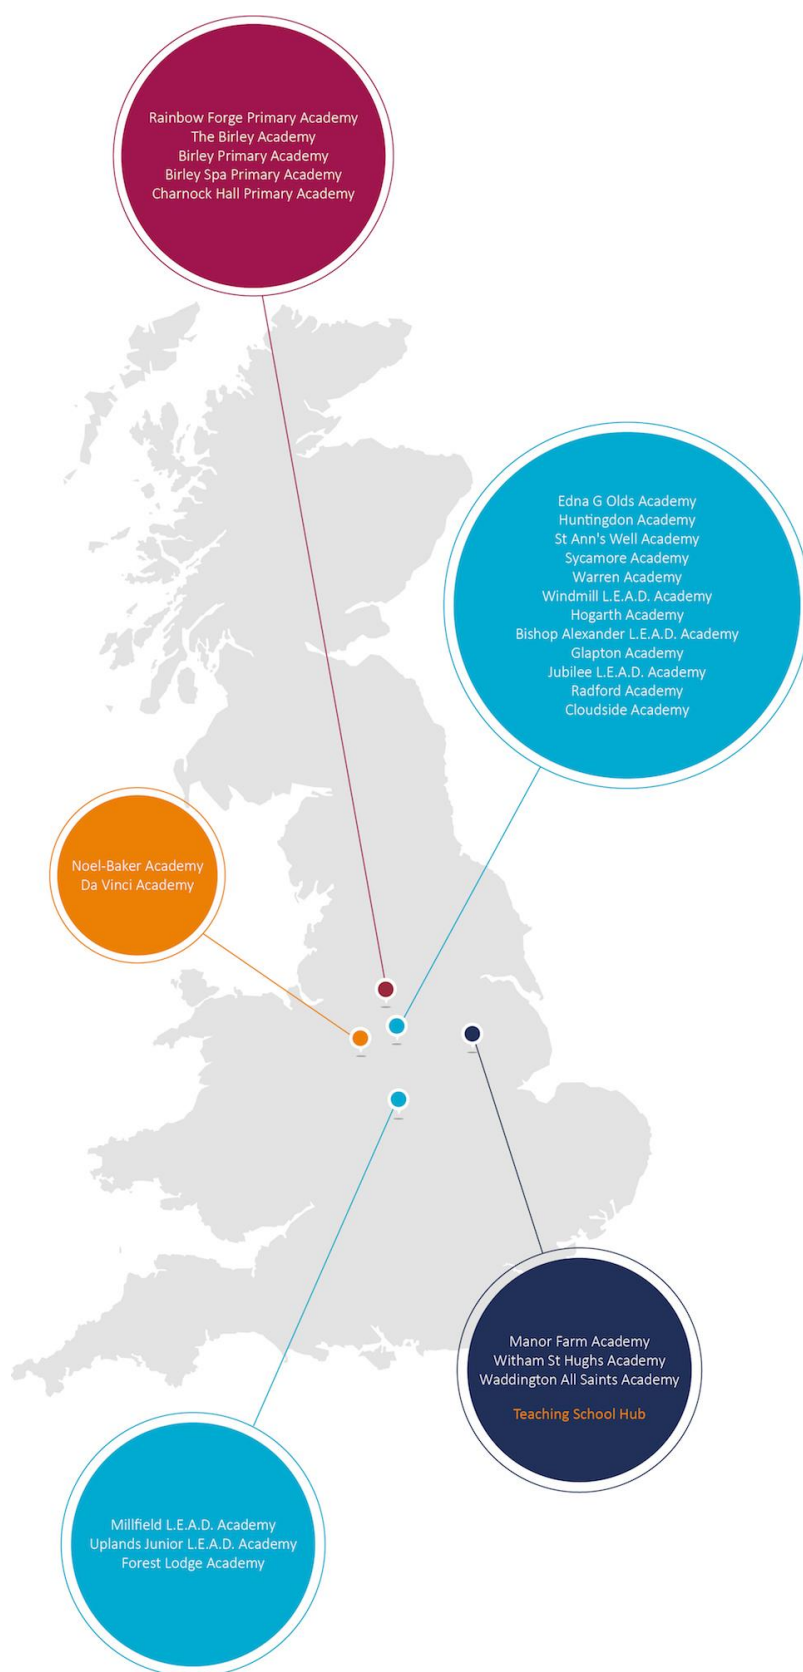 Rainbow Forge Primary Academy
The Birley Academy
Birley Primary Academy
Birley Spa Primary Academy
Charnock Hall Primary Academy
Edna G Olds Academy
Huntingdon Academy
St Ann's Well Academy
Sycamore Academy
Warren Academy
Windmill L.E.A.D. Academy
Hogarth Academy
Bishop Alexander L.E.A.D. Academy
Glapton Academy
Jubilee L.E.A.D. Academy
Radford Academy
Cloudside Academy
Noel-Baker Academy
Da Vinci Academy
Manor Farm Academy
Witham St Hughs Academy
Waddington All Saints Academy
Teaching School Hub
Millfield L.E.A.D. Academy
Uplands Junior L.E.A.D. Academy
Forest Lodge Academy